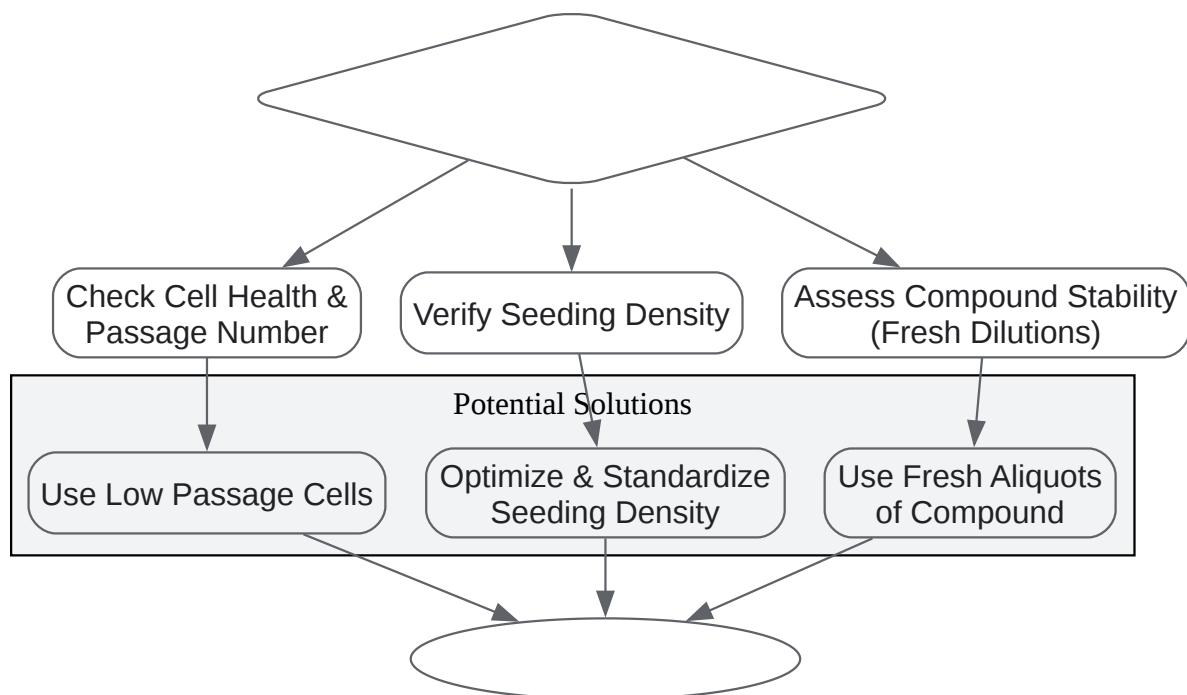 Check Cell Health &
Passage Number
Verify Seeding Density
Assess Compound Stability
(Fresh Dilutions)
Potential Solutions
Use Low Passage Cells
Optimize & Standardize
Seeding Density
Use Fresh Aliquots
of Compound